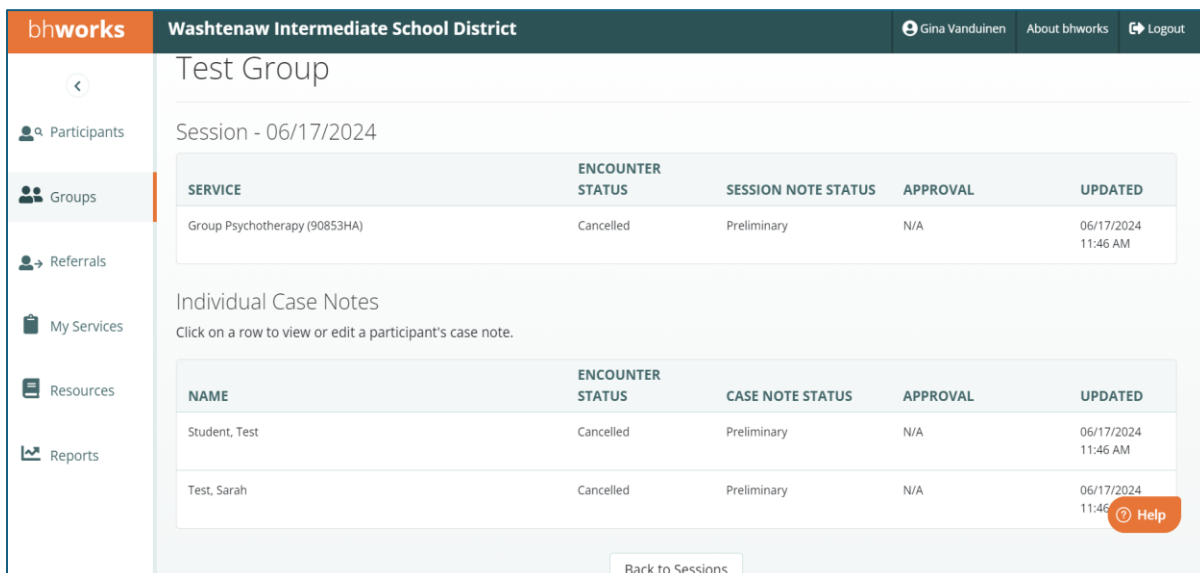 bhworks
Washtenaw Intermediate School District
Gina Vanduinen
About bhworks
Logout
Participants
Groups
Referrals
My Services
Resources
Reports
Test Group
Session - 06/17/2024
SERVICE ENCOUNTER STATUS SESSION NOTE STATUS APPROVAL UPDATED
Group Psychotherapy (90853HA) Cancelled Preliminary N/A 06/17/2024
11:46 AM
Individual Case Notes
Click on a row to view or edit a participant's case note.
NAME ENCOUNTER STATUS CASE NOTE STATUS APPROVAL UPDATED
Student, Test Cancelled Preliminary N/A 06/17/2024
11:46 AM
Test, Sarah Cancelled Preliminary N/A 06/17/2024
11:46
Help
Back to Sessions